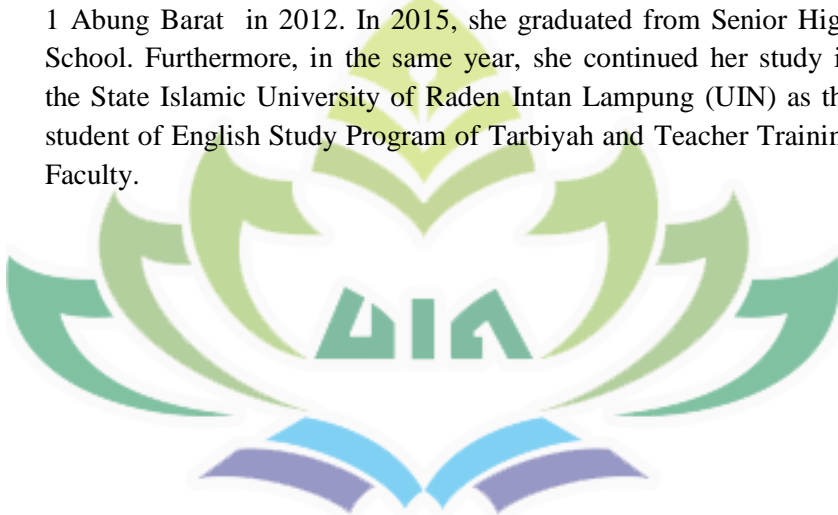 1 Abung Barat in 2012. In 2015, she graduated from Senior Hig
School. Furthermore, in the same year, she continued her study i
the State Islamic University of Raden Intan Lampung (UIN) as th
student of English Study Program of Tarbiyah and Teacher Trainin
Faculty.
UIN